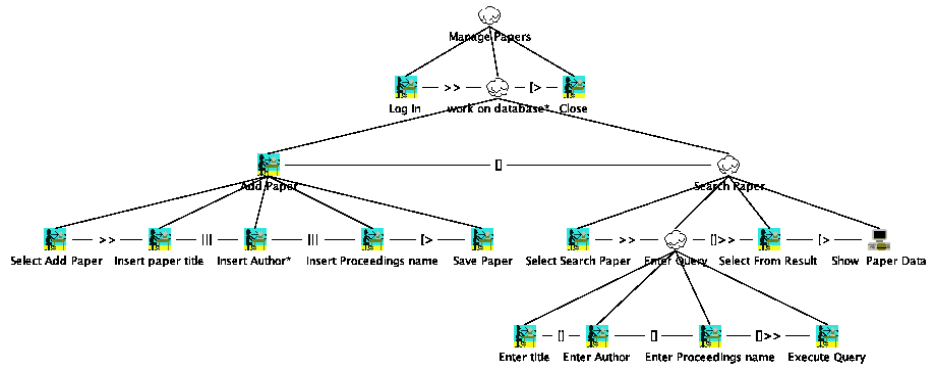 Manage Papers
>> [>
Log In work on database* Close
[]
Add Paper Search Paper
>> ||| ||| [> >> []>> [>
Select Add Paper Insert paper title Insert Author* Insert Proceedings name Save Paper Select Search Paper Enter Query Select From Result Show Paper Data
[] [] []>>
Enter title Enter Author Enter Proceedings name Execute Query